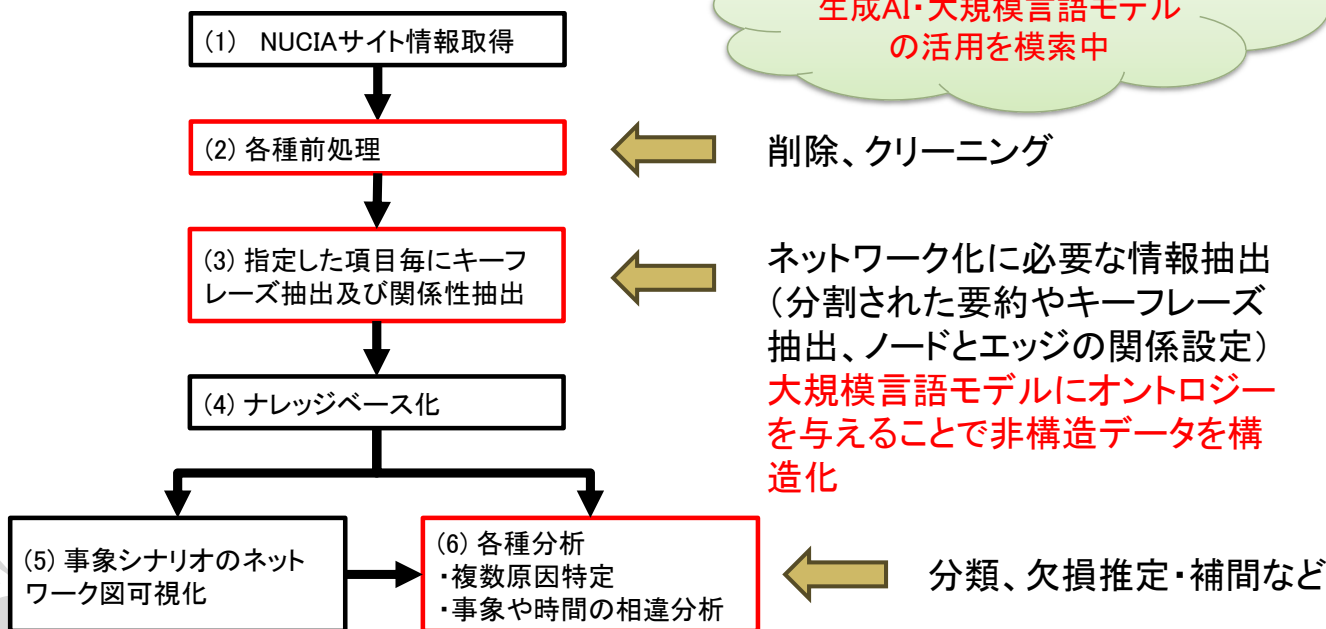 生成AI・大規模言語モデル
の活用を模索中
(1) NUCIAサイト情報取得
(2) 各種前処理
削除、クリーニング
(3) 指定した項目毎にキーフ
レーズ抽出及び関係性抽出
ネットワーク化に必要な情報抽出
（分割された要約やキーフレーズ
抽出、ノードとエッジの関係設定）
大規模言語モデルにオントロジー
を与えることで非構造データを構
造化
(4) ナレッジベース化
(5) 事象シナリオのネット
ワーク図可視化
(6) 各種分析
・複数原因特定
・事象や時間の相違分析
分類、欠損推定・補間など